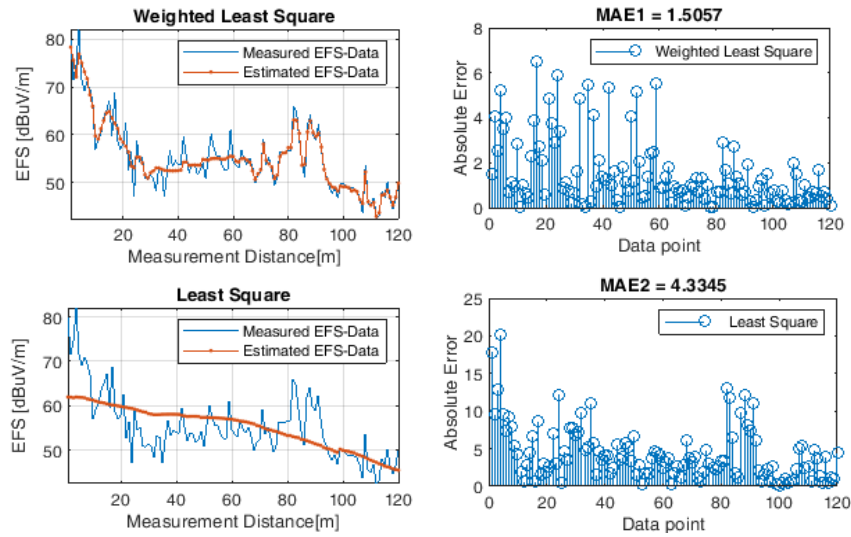 Weighted Least Square
80
70
60
50
EFS [dBuV/m]
Measured EFS-Data
Estimated EFS-Data
20 40 60 80 100 120
Measurement Distance[m]
MAE1 = 1.5057
8
6
4
2
0
Absolute Error
Weighted Least Square
0 20 40 60 80 100 120
Data point
Least Square
80
70
60
50
EFS [dBuV/m]
Measured EFS-Data
Estimated EFS-Data
20 40 60 80 100 120
Measurement Distance[m]
MAE2 = 4.3345
25
20
15
10
5
0
Absolute Error
Least Square
0 20 40 60 80 100 120
Data point